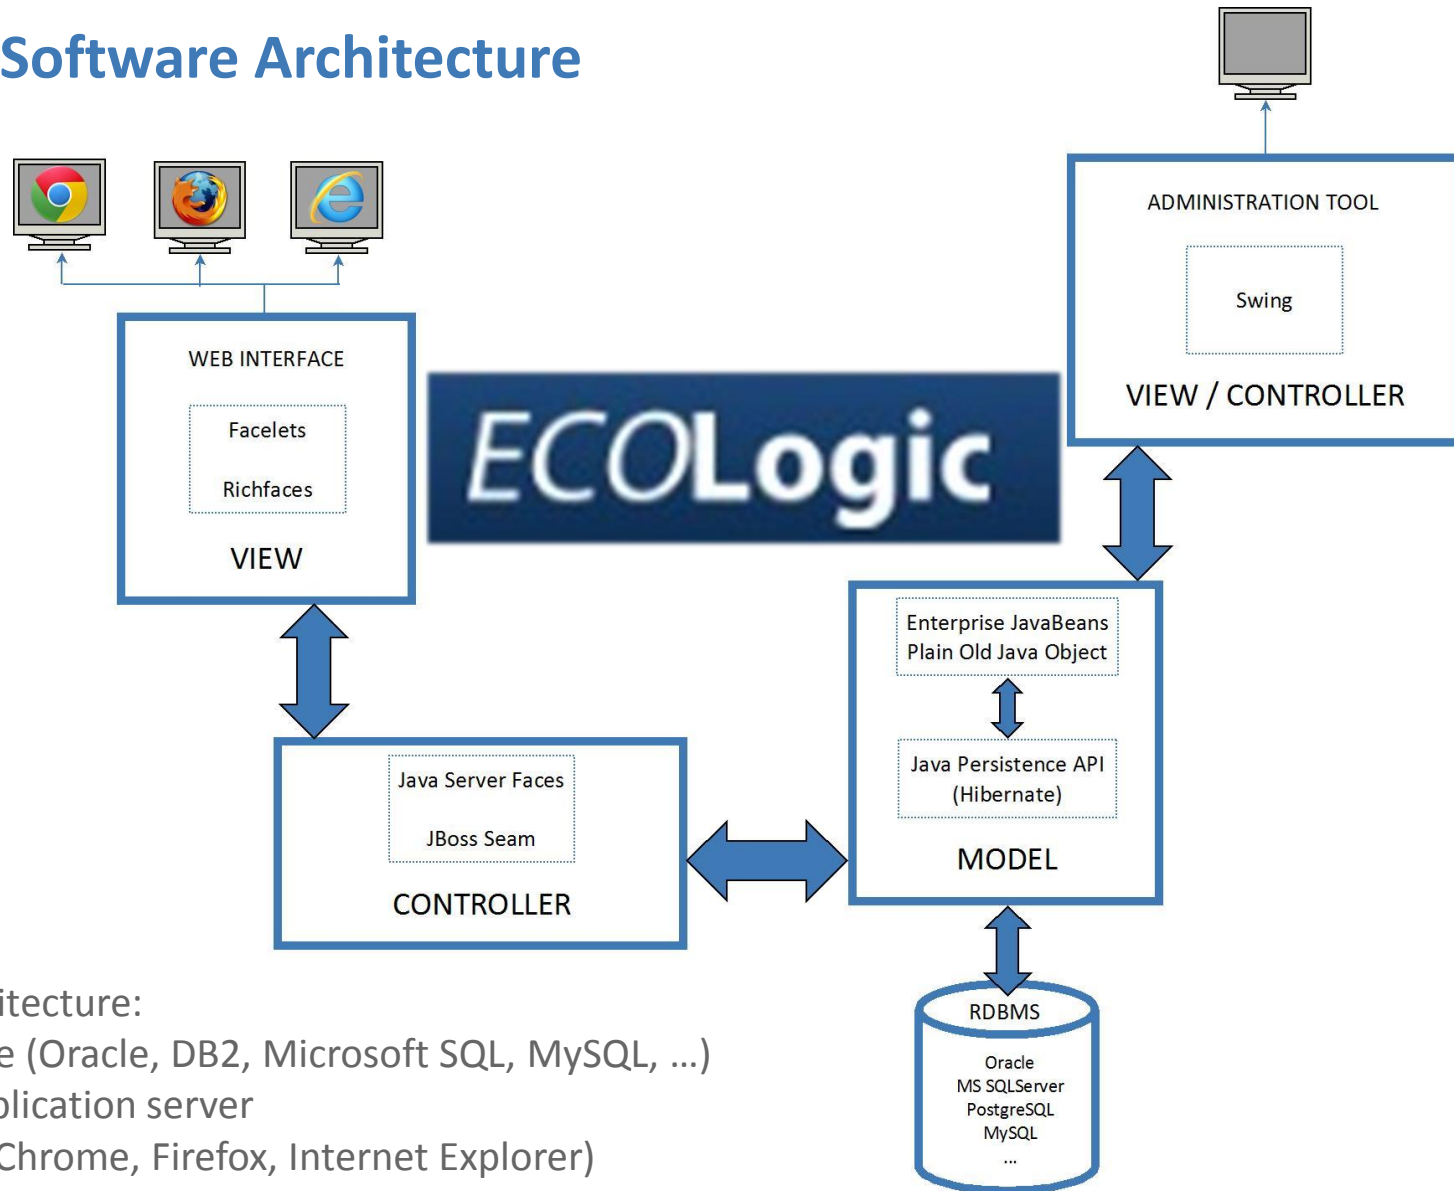 Software Architecture
WEB INTERFACE
Facelets
Richfaces
VIEW
ECOLogic
ADMINISTRATION TOOL
Swing
VIEW / CONTROLLER
Java Server Faces
JBoss Seam
CONTROLLER
Enterprise JavaBeans
Plain Old Java Object
Java Persistence API
(Hibernate)
MODEL
RDBMS
Oracle
MS SQLServer
PostgreSQL
MySQL
...
itecture:
e (Oracle, DB2, Microsoft SQL, MySQL, …)
plication server
Chrome, Firefox, Internet Explorer)